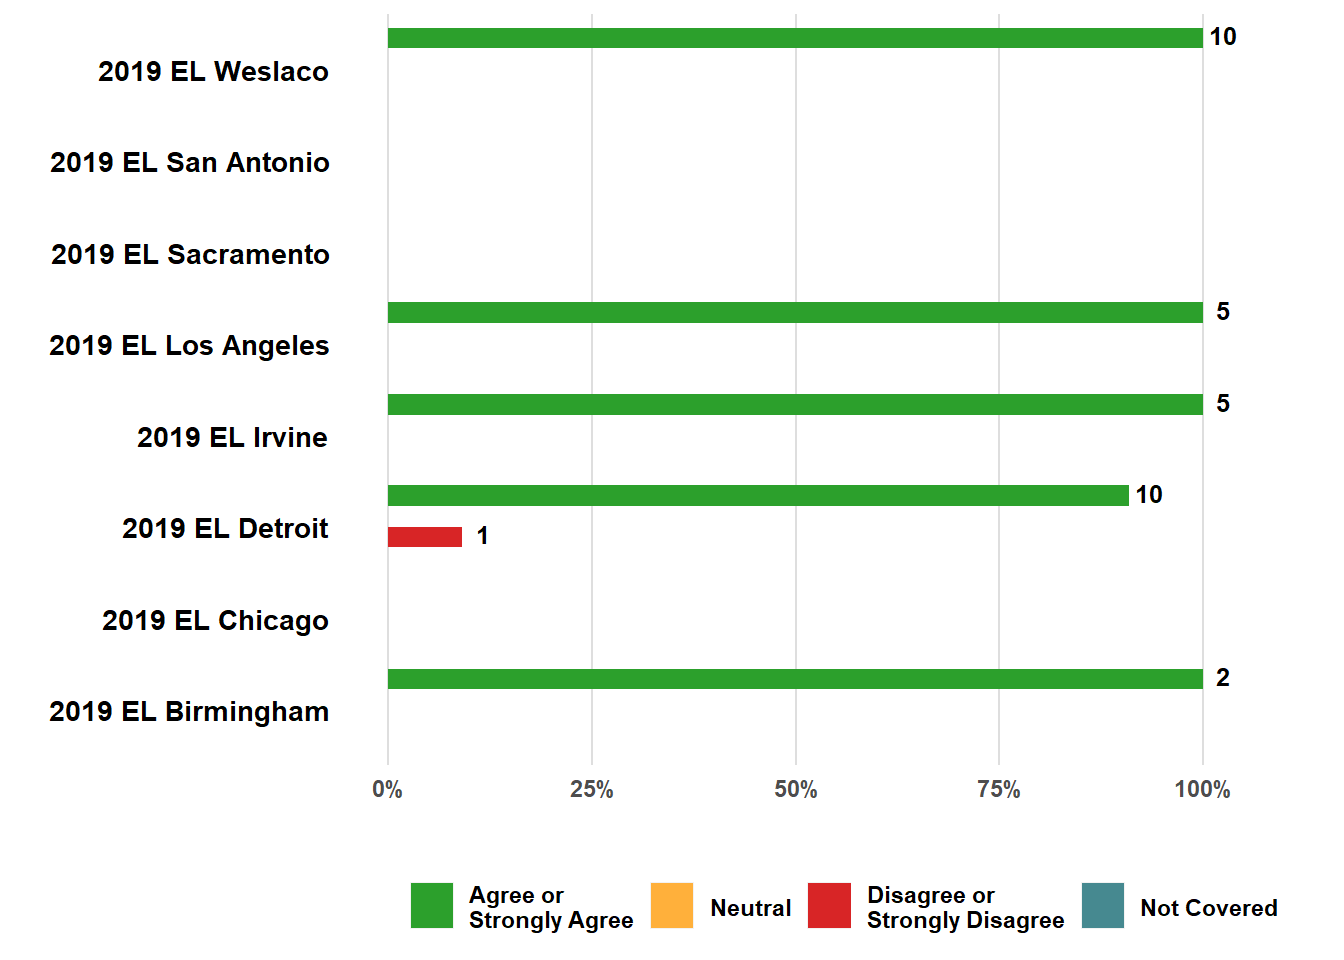 10
2019 EL Weslaco
2019 EL San Antonio
2019 EL Sacramento
5
2019 EL Los Angeles
5
2019 EL Irvine
10
2019 EL Detroit
1
2019 EL Chicago
2
2019 EL Birmingham
0% 25% 50% 75% 100%
Agree or
Strongly Agree
Neutral
Disagree or
Strongly Disagree
Not Covered